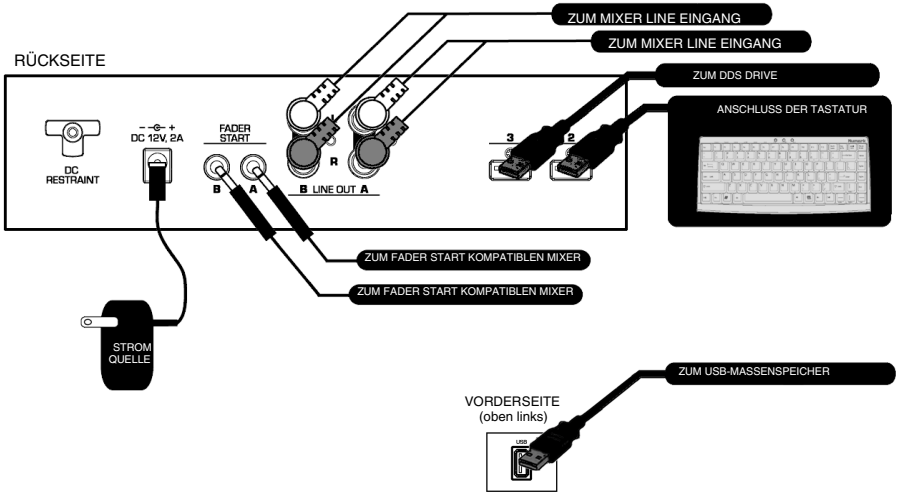 ZUM MIXER LINE EINGANG
ZUM MIXER LINE EINGANG
RÜCKSEITE
ZUM DDS DRIVE
ANSCHLUSS DER TASTATUR
DC 12V, 2A
FADER
START
3
2
R
DC
RESTRAINT
B A
B LINE OUT A
ZUM FADER START KOMPATIBLEN MIXER
ZUM FADER START KOMPATIBLEN MIXER
STROM
QUELLE
ZUM USB-MASSENSPEICHER
VORDERSEITE
(oben links)
USB